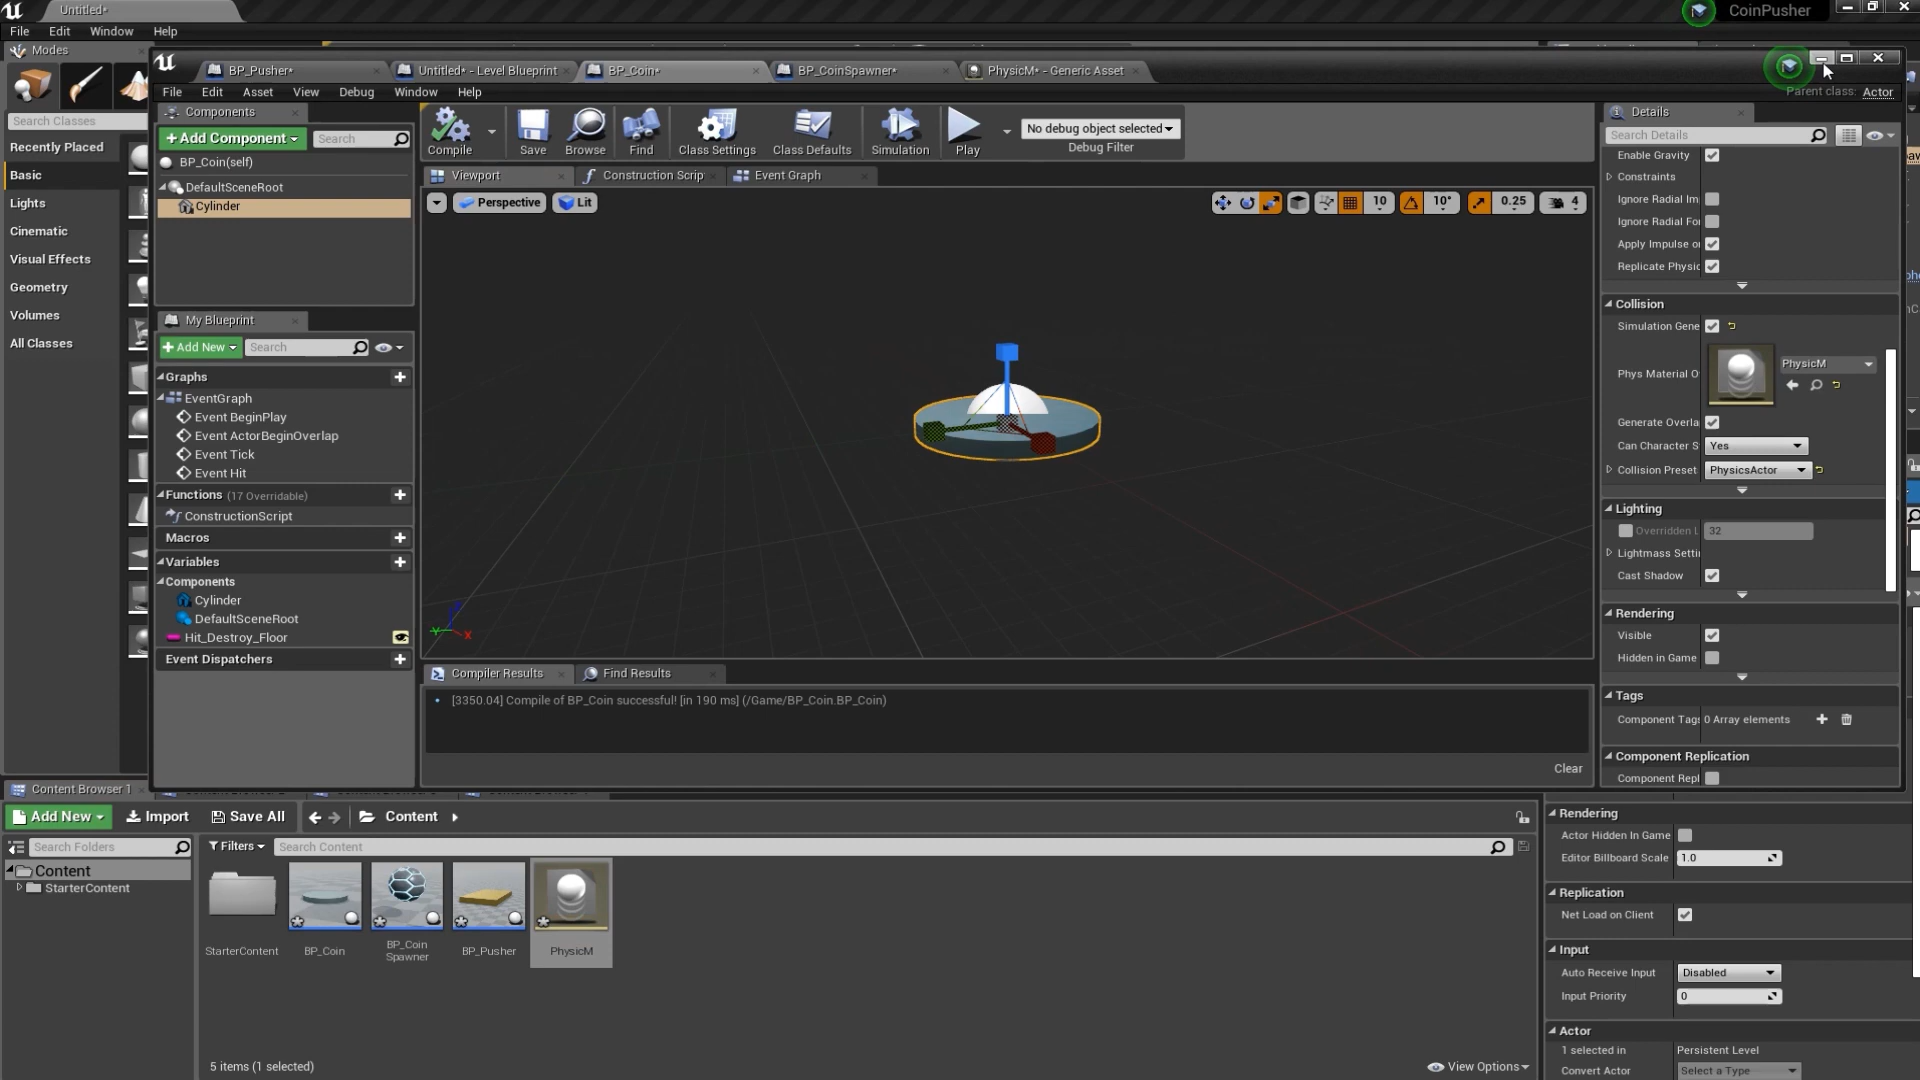 Untitled*
CoinPusher
File Edit Window Help
Modes
BP_Pusher*
Untitled* - Level Blueprint
BP_Coin*
BP_CoinSpawner*
PhysicM* - Generic Asset
File Edit Asset View Debug Window Help
Parent class: Actor
Search Classes
Recently Placed
Basic
Lights
Cinematic
Visual Effects
Geometry
Volumes
All Classes
Components
+Add Component
Search
BP_Coin(self)
DefaultSceneRoot
Cylinder
Compile
Save
Browse
Find
Class Settings
Class Defaults
Simulation
Play
No debug object selected
Debug Filter
Viewport
Construction Scrip
Event Graph
Perspective
Lit
10
10°
0.25
4
My Blueprint
+Add New
Search
Graphs
EventGraph
Event BeginPlay
Event ActorBeginOverlap
Event Tick
Event Hit
Functions (17 Overridable)
ConstructionScript
Macros
Variables
Components
Cylinder
DefaultSceneRoot
Hit_Destroy_Floor
Event Dispatchers
Y
X
Compiler Results
Find Results
[3350.04] Compile of BP_Coin successful! [in 190 ms] (/Game/BP_Coin.BP_Coin)
Clear
Details
Search Details
Enable Gravity
Constraints
Ignore Radial Im
Ignore Radial Fo
Apply Impulse o
Replicate Physic
Collision
Simulation Gene
Phys Material O
PhysicM
Generate Overla
Can Character S
Yes
Collision Preset
PhysicsActor
Lighting
Overridden L
32
Lightmass Setti
Cast Shadow
Rendering
Visible
Hidden in Game
Tags
Component Tags
0 Array elements
Component Replication
Component Repl
Content Browser 1
Add New
Import
Save All
Content
Search Folders
Filters
Search Content
Content
StarterContent
StarterContent
BP_Coin
BP_Coin
Spawner
BP_Pusher
PhysicM
5 items (1 selected)
View Options
Rendering
Actor Hidden In Game
Editor Billboard Scale
1.0
Replication
Net Load on Client
Input
Auto Receive Input
Disabled
Input Priority
0
Actor
1 selected in
Persistent Level
Convert Actor
Select a Type